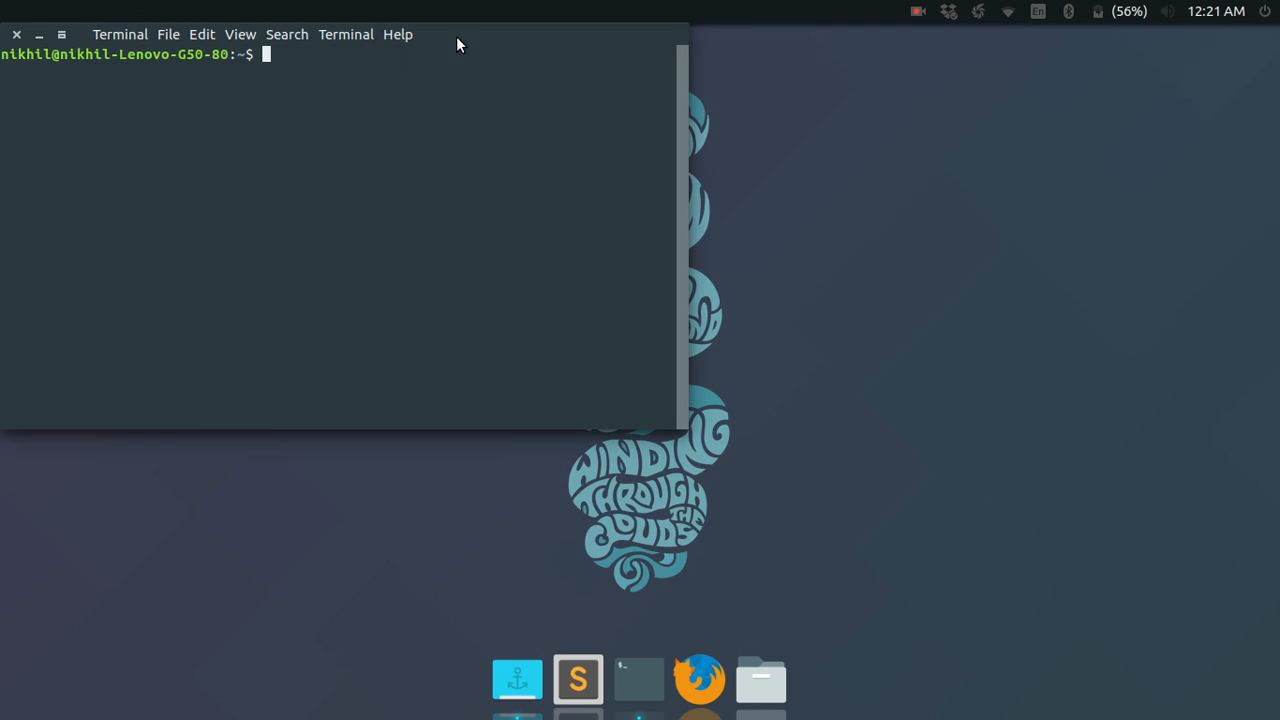 En (56%) 12:21 AM
Terminal File Edit View Search Terminal Help
nikhil@nikhil-Lenovo-G50-80:~$
WINDING
THROUGH
THE
CLOUDS
S
$_